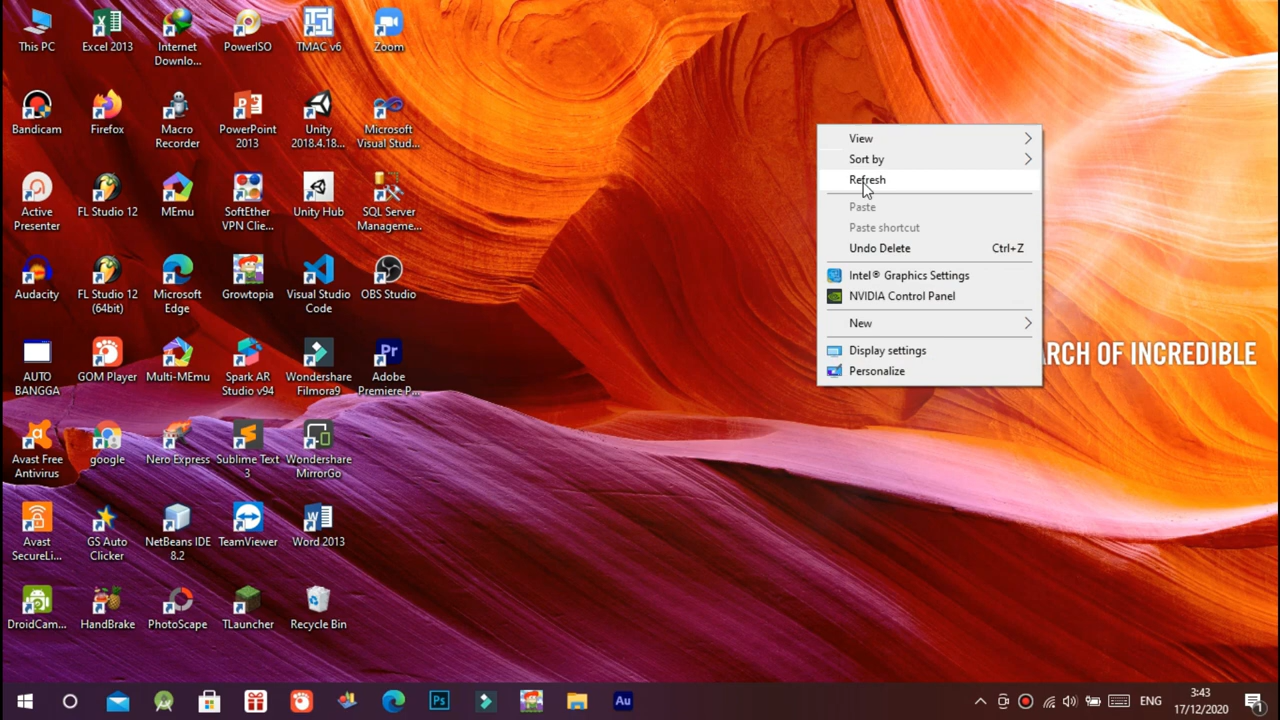 This PC
Excel 2013
Internet
Downlo...
PowerISO
TMAC v6
Zoom
Bandicam
Firefox
Macro
Recorder
PowerPoint
2013
Unity
2018.4.18...
Microsoft
Visual Stud...
Active
Presenter
FL Studio 12
MEmu
SoftEther
VPN Clie...
Unity Hub
SQL Server
Manageme...
Audacity
FL Studio 12
(64bit)
Microsoft
Edge
Growtopia
Visual Studio
Code
OBS Studio
AUTO
BANGGA
GOM Player
Multi-MEmu
Spark AR
Studio v94
Wondershare
Filmora9
Adobe
Premiere P...
Avast Free
Antivirus
google
Nero Express
Sublime Text
3
Wondershare
MirrorGo
Avast
SecureLi...
GS Auto
Clicker
NetBeans IDE
8.2
TeamViewer
Word 2013
DroidCam...
HandBrake
PhotoScape
TLauncher
Recycle Bin
View
Sort by
Refresh
Paste
Paste shortcut
Undo Delete Ctrl+Z
Intel® Graphics Settings
NVIDIA Control Panel
New
Display settings
Personalize
ARCH OF INCREDIBLE
Pr
Ps
Au
ENG
3:43
17/12/2020
1